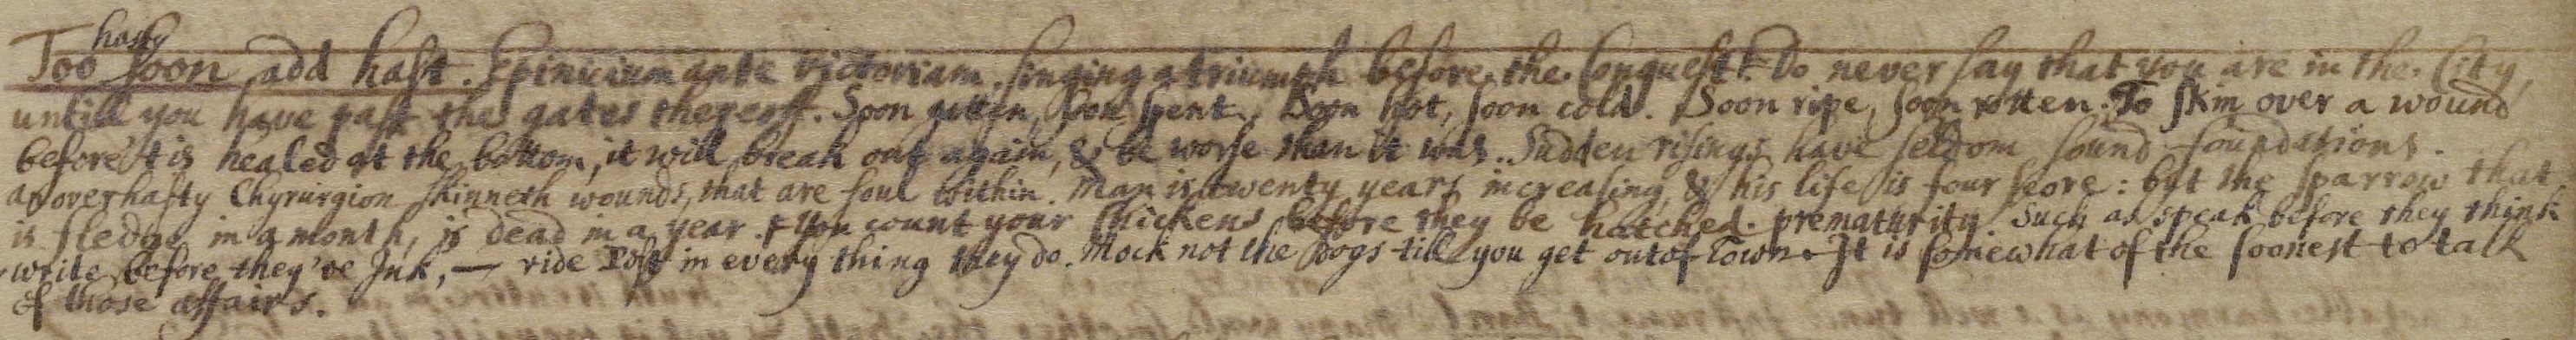 hasty
Too soon add hast. Epinicium ante victoriam. singing a triumph before the Conquest. Do never say that you are in the City,
untill you have past the gates thereoff. Soon gotten, soon spent. Soon hot, soon cold. Soon ripe, soon rotten. To skin over a wound
before't is healed at the bottom, it will break out again, & be worse than it was. Sudden risings have seldom sound foundations.
an overhasty Chyrurgion skinneth wounds, that are foul within. Man is twenty years increasing, & his life is four score: but the sparrow that
is fledge in a month, is dead in a year. You count your Chickens before they be hatched. prematurity. Such as speak before they think
write before they've Ink, — ride Post in every thing they do. Mock not the Dogs till you get out of Town. It is somewhat of the soonest to talk
of those affairs.